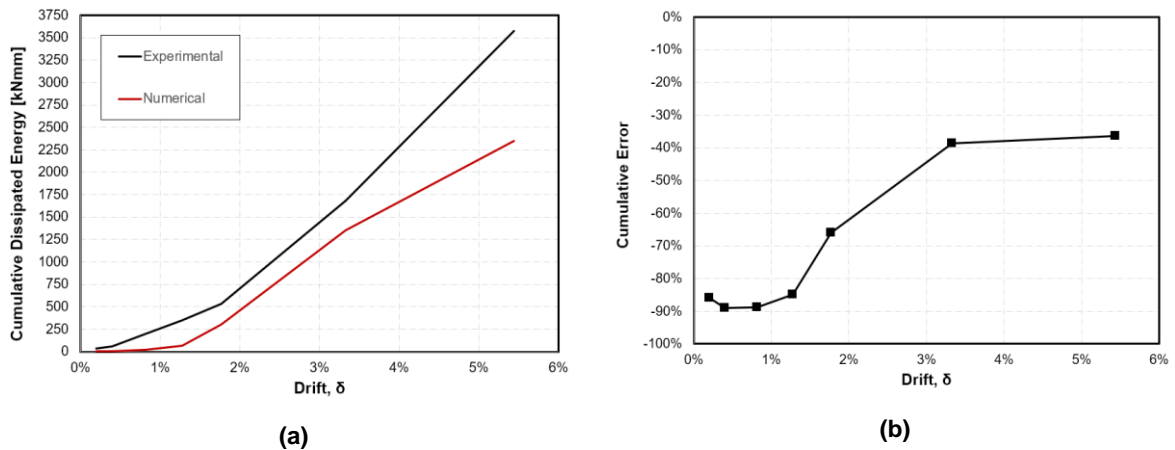 Cumulative Dissipated Energy [kNmm]
3750
3500
3250
3000
2750
2500
2250
2000
1750
1500
1250
1000
750
500
250
0
Experimental
Numerical
0% 1% 2% 3% 4% 5% 6%
Drift, δ
(a)
Cumulative Error
0%
-10%
-20%
-30%
-40%
-50%
-60%
-70%
-80%
-90%
-100%
0% 1% 2% 3% 4% 5% 6%
Drift, δ
(b)